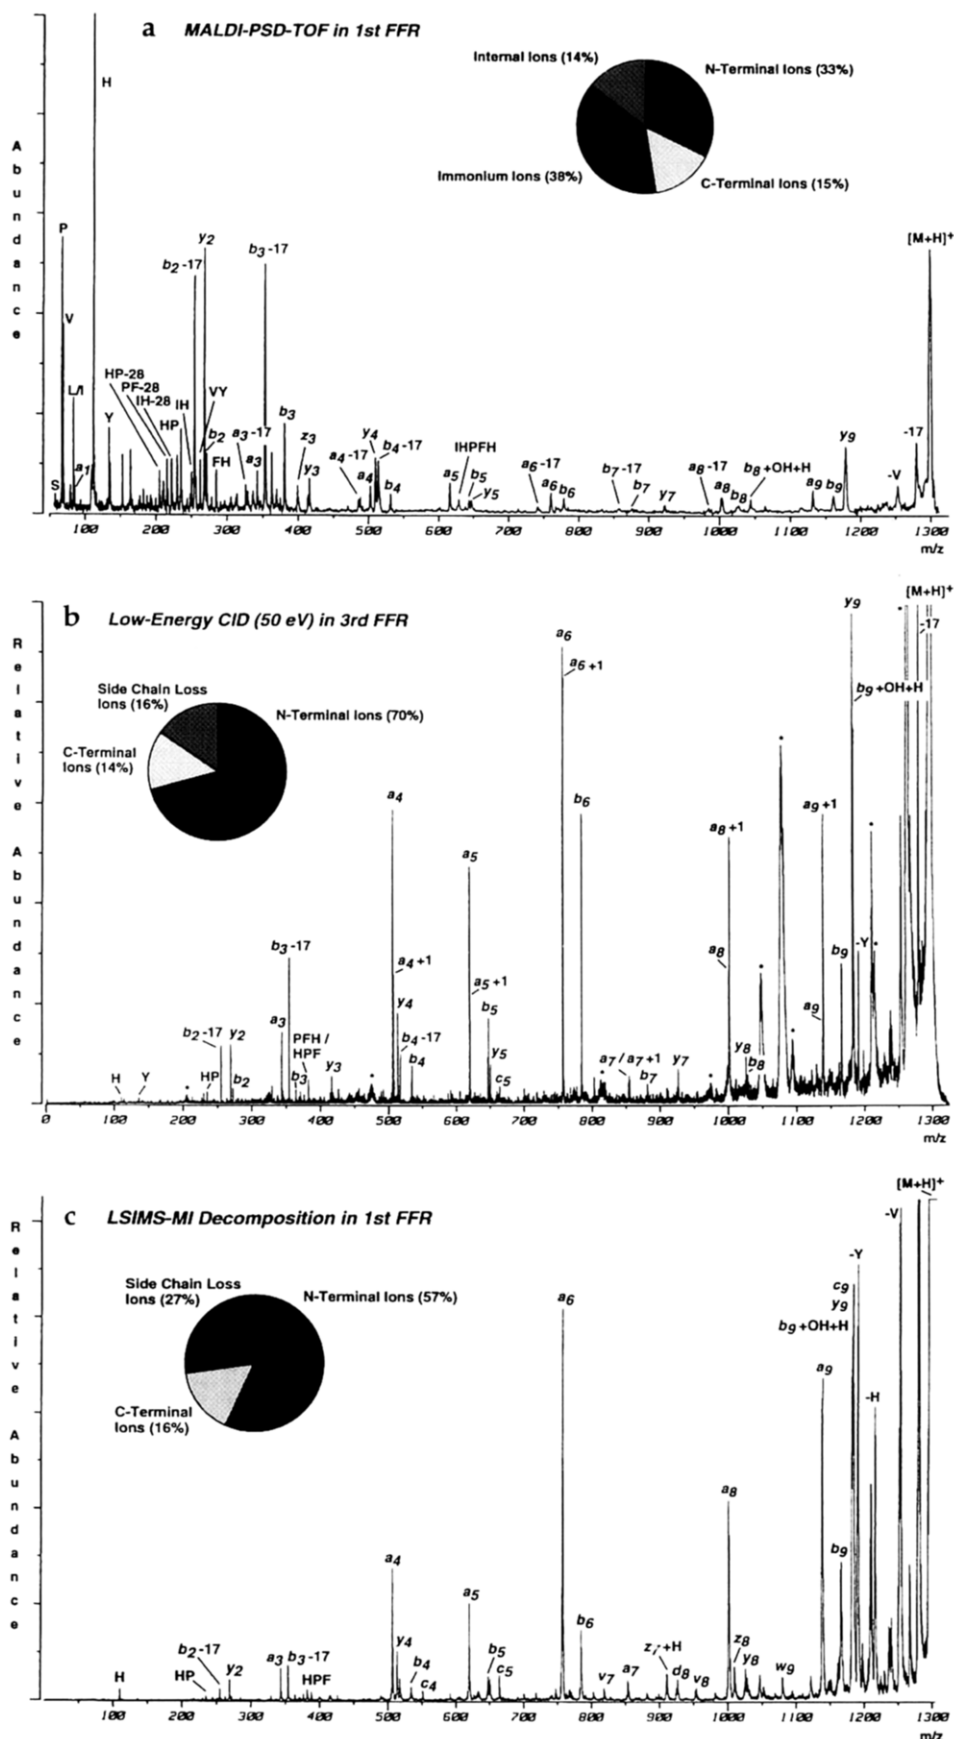 a MALDI-PSD-TOF in 1st FFR
Internal Ions (14%)
N-Terminal Ions (33%)
Immonium Ions (38%)
C-Terminal Ions (15%)
Abundance
H
P
V
L/I
S
a1
Y
HP-28
PF-28
IH-28
HP
IH
b2-17
y2
VY
b2
FH
a3-17
a3
b3-17
b3
z3
y3
a4-17
a4
y4
b4-17
b4
a5
IHPFH
b5
y5
a6-17
a6
b6
b7-17
b7
y7
a8-17
a8
b8
b8+OH+H
a9
b9
y9
-V
-17
[M+H]+
100 200 300 400 500 600 700 800 900 1000 1100 1200 1300
m/z
b Low-Energy CID (50 eV) in 3rd FFR
Side Chain Loss
Ions (16%)
N-Terminal Ions (70%)
C-Terminal
Ions (14%)
Relative Abundance
H
Y
HP
b2-17
y2
b2
a3
b3-17
PFH /
HPF
b3
y3
a4
a4+1
y4
b4-17
b4
a5
a5+1
b5
y5
c5
a6
a6+1
b6
a7/a7+1
b7
y7
a8+1
a8
y8
b8
a9+1
a9
b9
y9
b9+OH+H
-Y
-17
[M+H]+
0 100 200 300 400 500 600 700 800 900 1000 1100 1200 1300
m/z
c LSIMS-MI Decomposition in 1st FFR
Side Chain Loss
Ions (27%)
N-Terminal Ions (57%)
C-Terminal
Ions (16%)
Relative Abundance
H
HP
b2-17
y2
a3
b3-17
HPF
a4
y4
b4
c4
a5
b5
c5
a6
b6
v7
a7
d8
v8
a8
z8
y8
w9
a9
b9
c9
y9
b9+OH+H
-Y
-H
-V
[M+H]+
100 200 300 400 500 600 700 800 900 1000 1100 1200 1300
m/z